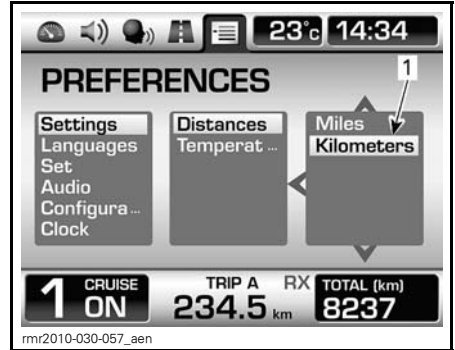 23°c 14:34
1
PREFERENCES
Settings
Languages
Set
Audio
Configura ...
Clock
Distances
Temperat ...
Miles
Kilometers
1 CRUISE ON
TRIP A RX
234.5 km
TOTAL (km)
8237
rmr2010-030-057_aen